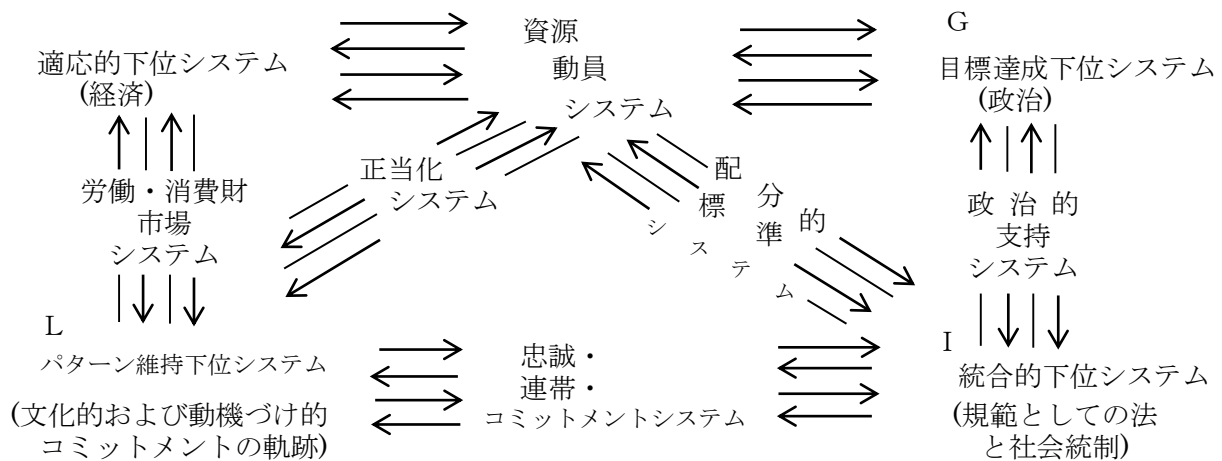 資源
動員
システム
G
適応的下位システム
(経済)
目標達成下位システム
(政治)
正当化
システム
配分的
標準
システム
労働・消費財
市場
システム
政治的
支持
システム
L
パターン維持下位システム
(文化的および動機づけ的
コミットメントの軌跡)
忠誠・
連帯・
コミットメントシステム
I
統合的下位システム
(規範としての法
と社会統制)